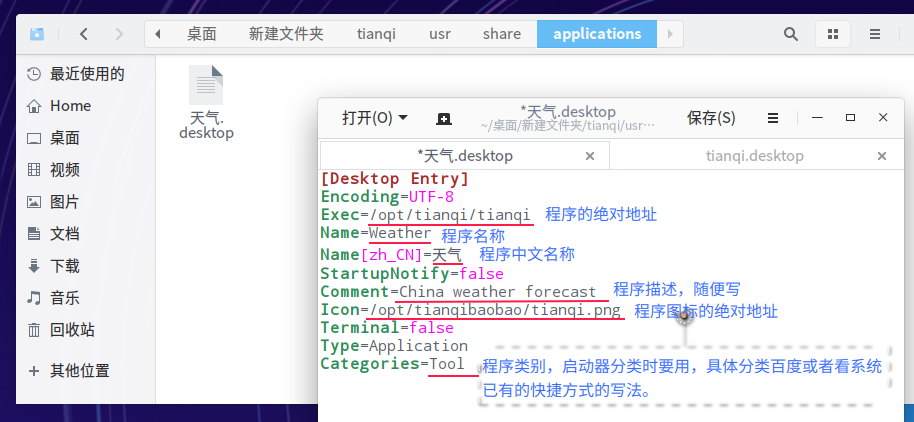 桌面 新建文件夹 tianqi usr share applications
最近使用的
Home
桌面
视频
图片
文档
下载
音乐
回收站
其他位置
天气.
desktop
打开(O)
*天气.desktop
~/桌面/新建文件夹/tianqi/usr…
保存(S)
*天气.desktop
tianqi.desktop
[Desktop Entry]
Encoding=UTF-8
Exec=/opt/tianqi/tianqi 程序的绝对地址
Name=Weather 程序名称
Name[zh_CN]=天气 程序中文名称
StartupNotify=false
Comment=China weather forecast 程序描述，随便写
Icon=/opt/tianqibaobao/tianqi.png 程序图标的绝对地址
Terminal=false
Type=Application
Categories=Tool
程序类别，启动器分类时要用，具体分类百度或者看系统
已有的快捷方式的写法。